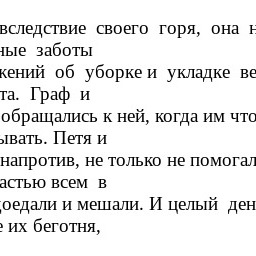 вследствие своего горя, она н
ные заботы
жений об уборке и укладке ве
та. Граф и
обращались к ней, когда им что
ывать. Петя и
напротив, не только не помогал
астью всем в
доедали и мешали. И целый ден
е их беготня,